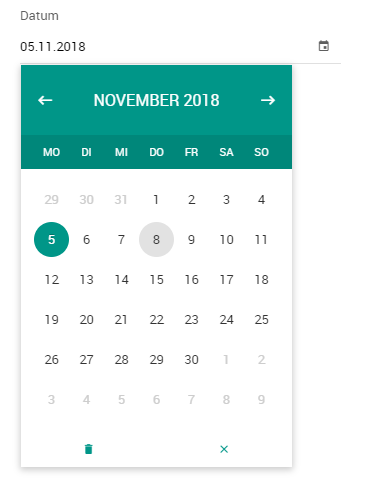 Datum
05.11.2018
NOVEMBER 2018
MO DI MI DO FR SA SO
29 30 31 1 2 3 4
5 6 7 8 9 10 11
12 13 14 15 16 17 18
19 20 21 22 23 24 25
26 27 28 29 30 1 2
3 4 5 6 7 8 9